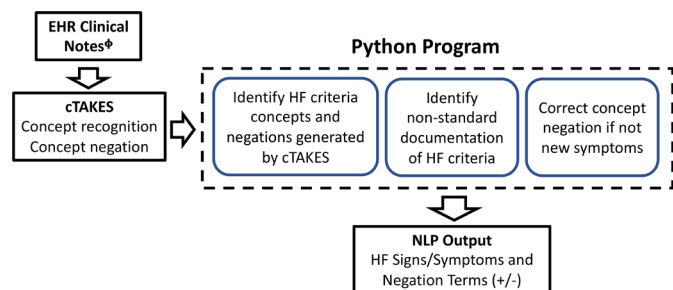 EHR Clinical
Notesᶲ
cTAKES
Concept recognition
Concept negation
Python Program
Identify HF criteria
concepts and
negations generated
by cTAKES
Identify
non-standard
documentation
of HF criteria
Correct concept
negation if not
new symptoms
NLP Output
HF Signs/Symptoms and
Negation Terms (+/-)